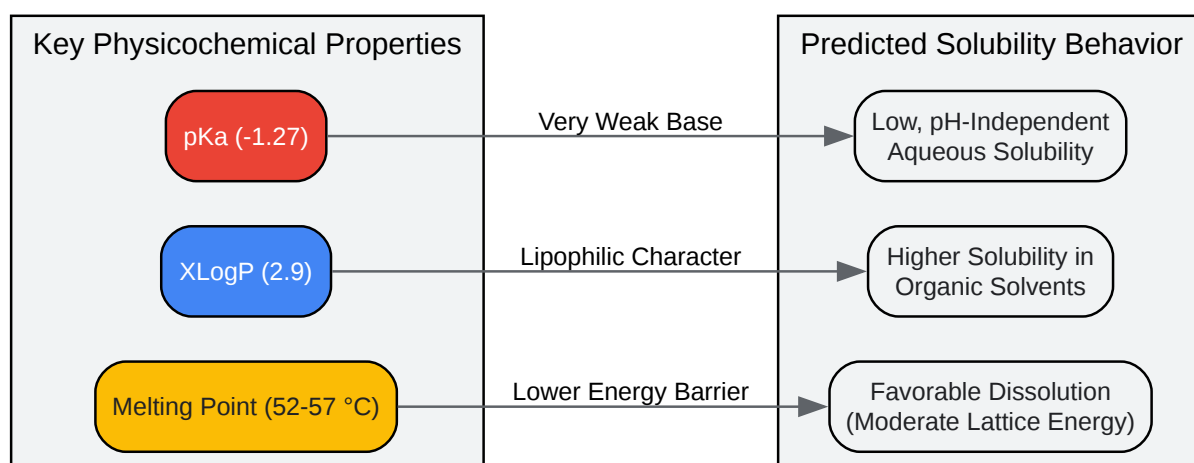 Key Physicochemical Properties
Predicted Solubility Behavior
pKa (-1.27)
Very Weak Base
Low, pH-Independent
Aqueous Solubility
XLogP (2.9)
Lipophilic Character
Higher Solubility in
Organic Solvents
Melting Point (52-57 °C)
Lower Energy Barrier
Favorable Dissolution
(Moderate Lattice Energy)